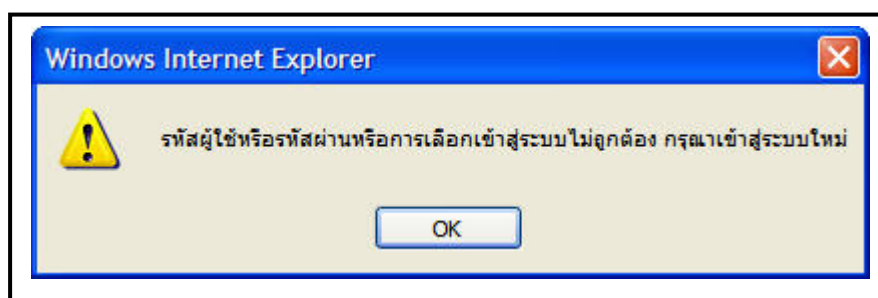 Windows Internet Explorer
รหัสผู้ใช้หรือรหัสผ่านหรือการเลือกเข้าสู่ระบบไม่ถูกต้อง กรุณาเข้าสู่ระบบใหม่
OK